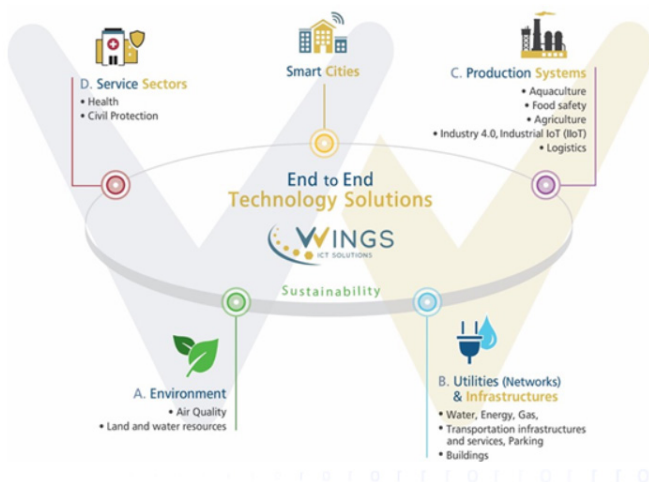 D. Service Sectors
• Health
• Civil Protection
Smart Cities
C. Production Systems
• Aquaculture
• Food safety
• Agriculture
• Industry 4.0, Industrial IoT (IIoT)
• Logistics
End to End
Technology Solutions
WINGS
ICT SOLUTIONS
Sustainability
A. Environment
• Air Quality
• Land and water resources
B. Utilities (Networks)
& Infrastructures
• Water, Energy, Gas,
• Transportation infrastructures
and services, Parking
• Buildings